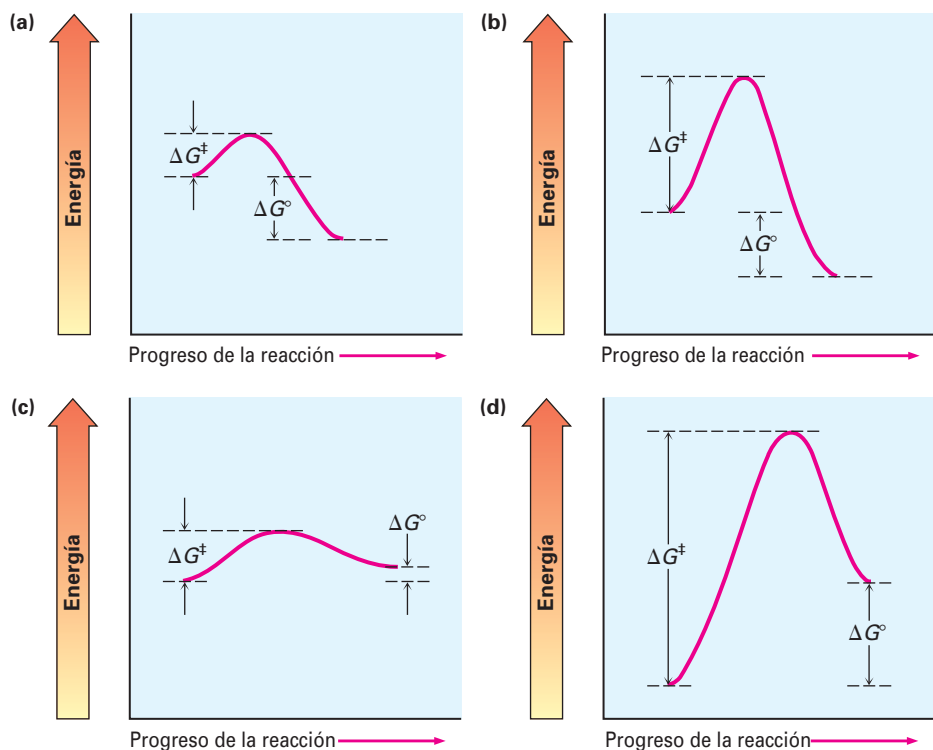 (a)
Energía
ΔG‡
ΔG°
Progreso de la reacción
(b)
Energía
ΔG‡
ΔG°
Progreso de la reacción
(c)
Energía
ΔG‡
ΔG°
Progreso de la reacción
(d)
Energía
ΔG‡
ΔG°
Progreso de la reacción